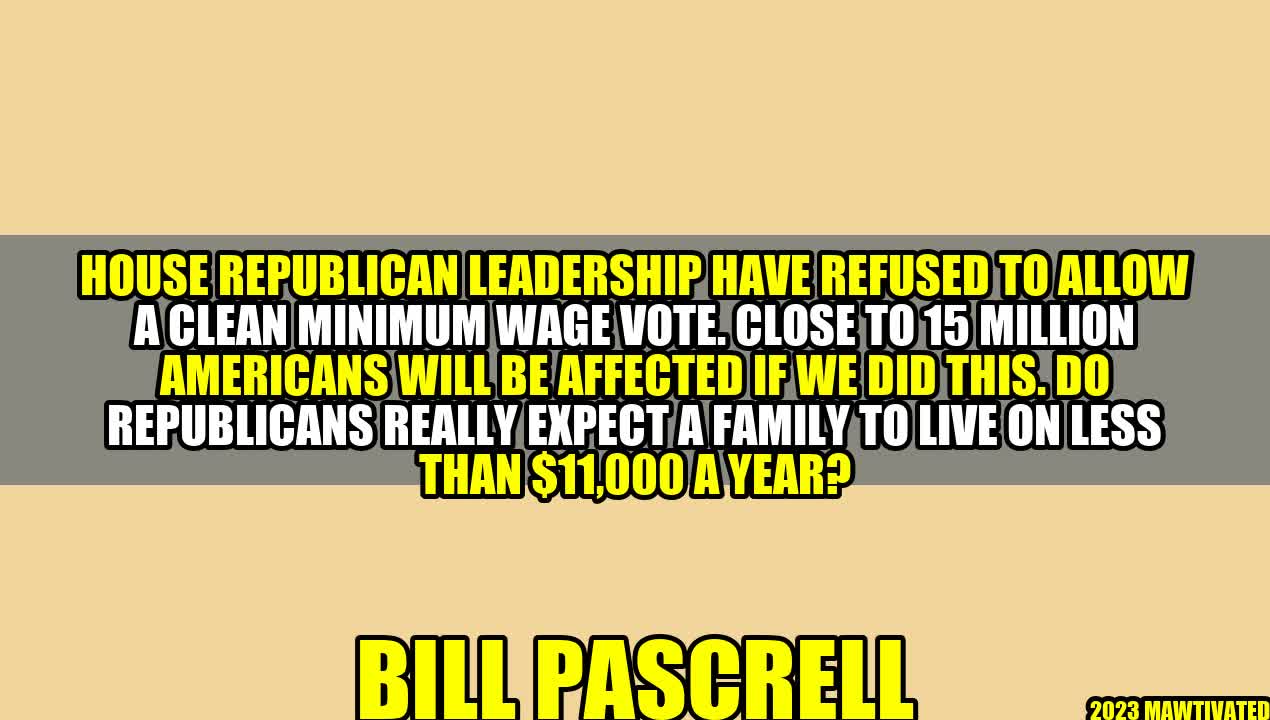 HOUSE REPUBLICAN LEADERSHIP HAVE REFUSED TO ALLOW
A CLEAN MINIMUM WAGE VOTE. CLOSE TO 15 MILLION
AMERICANS WILL BE AFFECTED IF WE DID THIS. DO
REPUBLICANS REALLY EXPECT A FAMILY TO LIVE ON LESS
THAN $11,000 A YEAR?
BILL PASCRELL
2023 MAWTIVATED